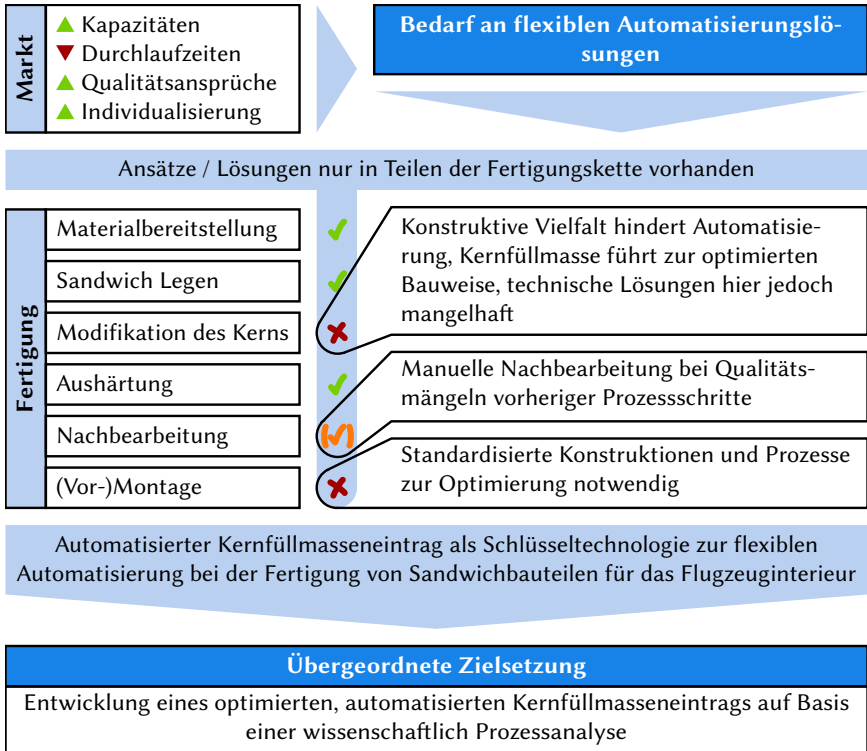 Markt
Kapazitäten
Durchlaufzeiten
Qualitätsansprüche
Individualisierung
Bedarf an flexiblen Automatisierungslö-
sungen
Ansätze / Lösungen nur in Teilen der Fertigungskette vorhanden
Fertigung
Materialbereitstellung
Sandwich Legen
Modifikation des Kerns
Aushärtung
Nachbearbeitung
(Vor-)Montage
Konstruktive Vielfalt hindert Automatisie-
rung, Kernfüllmasse führt zur optimierten
Bauweise, technische Lösungen hier jedoch
mangelhaft
Manuelle Nachbearbeitung bei Qualitäts-
mängeln vorheriger Prozessschritte
Standardisierte Konstruktionen und Prozesse
zur Optimierung notwendig
Automatisierter Kernfüllmasseneintrag als Schlüsseltechnologie zur flexiblen
Automatisierung bei der Fertigung von Sandwichbauteilen für das Flugzeuginterieur
Übergeordnete Zielsetzung
Entwicklung eines optimierten, automatisierten Kernfüllmasseneintrags auf Basis
einer wissenschaftlich Prozessanalyse